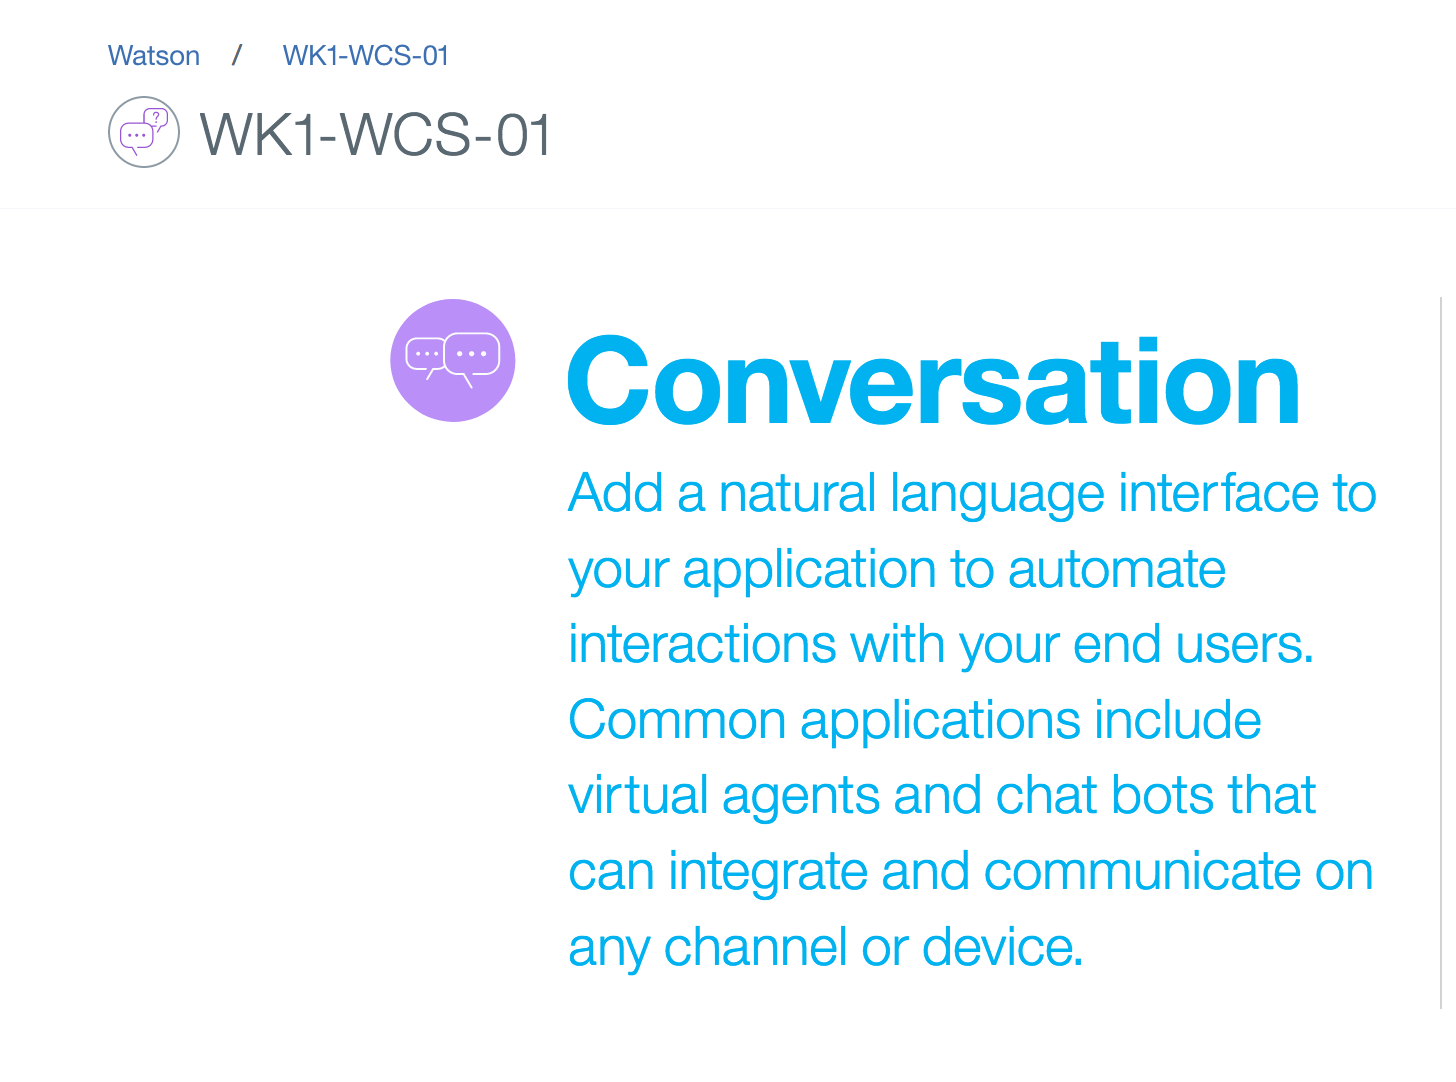 Watson / WK1-WCS-01
WK1-WCS-01
?
Conversation
Add a natural language interface to
your application to automate
interactions with your end users.
Common applications include
virtual agents and chat bots that
can integrate and communicate on
any channel or device.